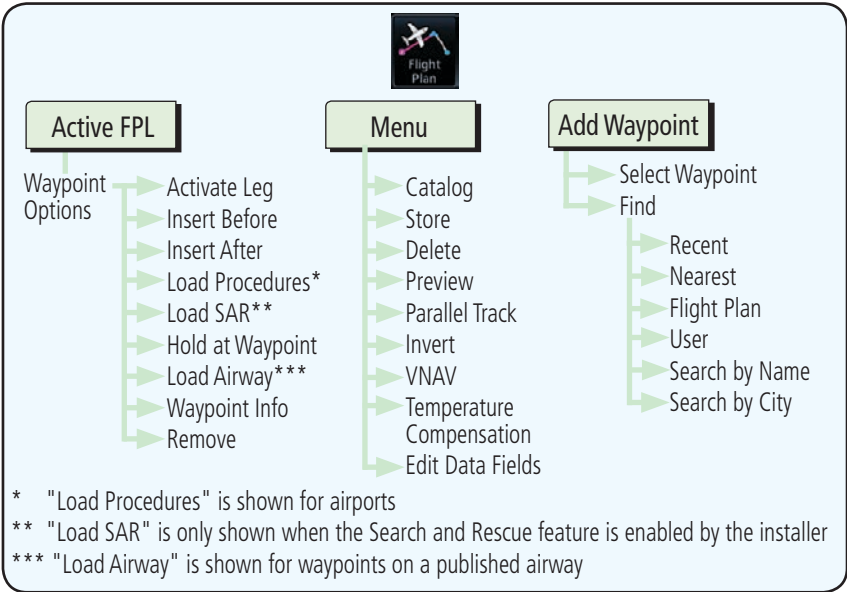 Flight
Plan
Active FPL
Waypoint
Options
Activate Leg
Insert Before
Insert After
Load Procedures*
Load SAR**
Hold at Waypoint
Load Airway***
Waypoint Info
Remove
Menu
Catalog
Store
Delete
Preview
Parallel Track
Invert
VNAV
Temperature
Compensation
Edit Data Fields
Add Waypoint
Select Waypoint
Find
Recent
Nearest
Flight Plan
User
Search by Name
Search by City
* "Load Procedures" is shown for airports
** "Load SAR" is only shown when the Search and Rescue feature is enabled by the installer
*** "Load Airway" is shown for waypoints on a published airway